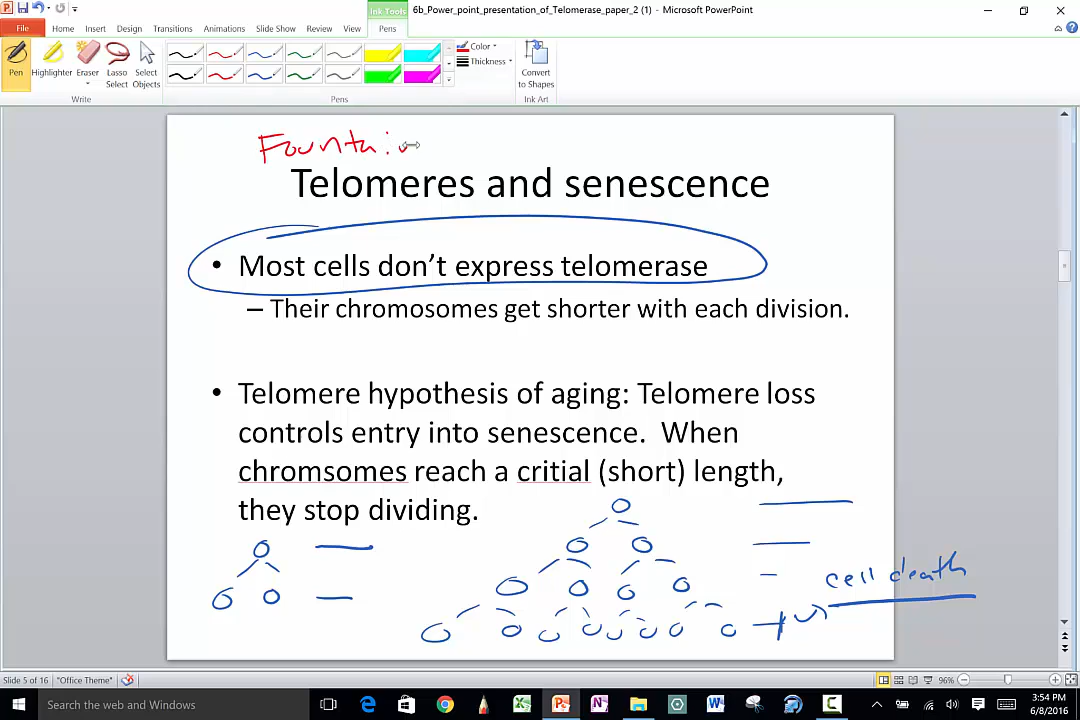 Ink Tools
6b_Power_point_presentation_of_Telomerase_paper_2 (1) - Microsoft PowerPoint
File Home Insert Design Transitions Animations Slide Show Review View Pens
Pen Highlighter Eraser Lasso Select Select Objects
Color Thickness
Convert to Shapes
Write Pens Ink Art
Fountain
Telomeres and senescence
• Most cells don't express telomerase
– Their chromosomes get shorter with each division.
• Telomere hypothesis of aging: Telomere loss
controls entry into senescence. When
chromsomes reach a critial (short) length,
they stop dividing.
cell death
Slide 5 of 16 "Office Theme" 96%
Search the web and Windows
3:54 PM
6/8/2016